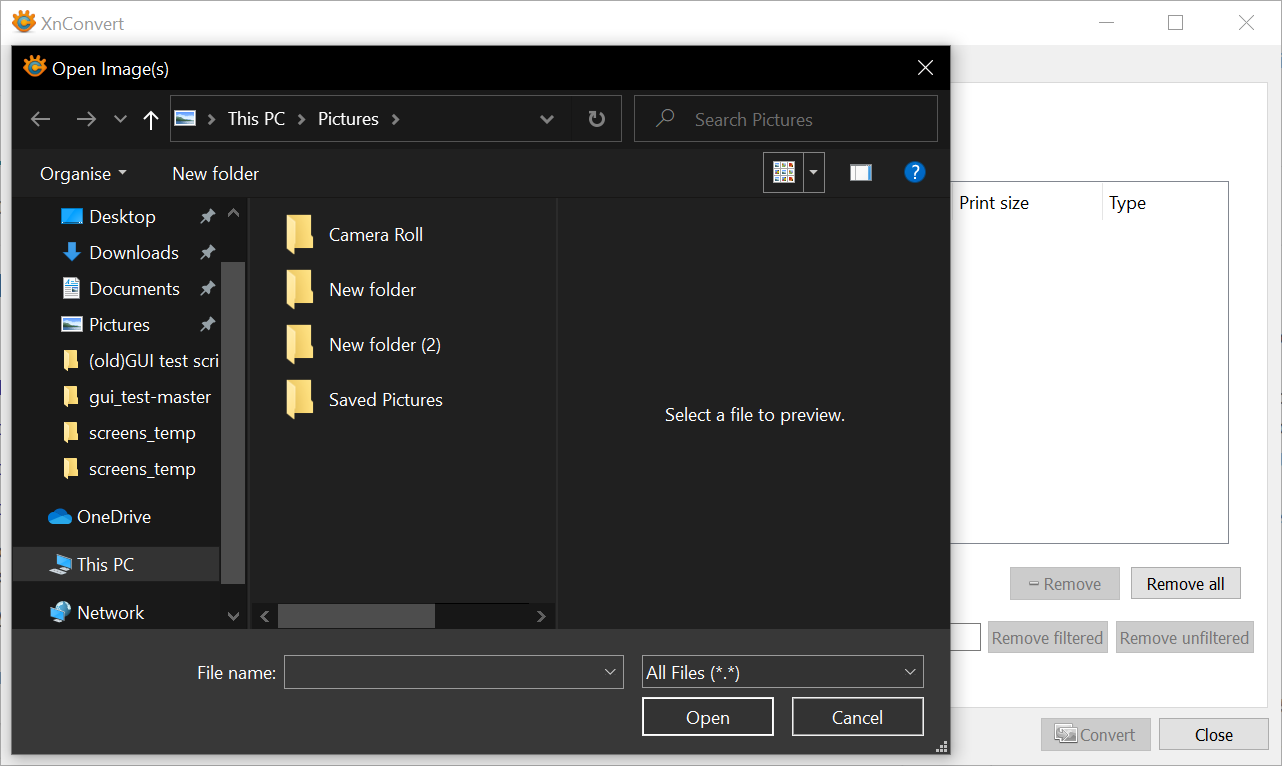 XnConvert
Open Image(s)
This PC
Pictures
Search Pictures
Organise
New folder
?
Desktop
Downloads
Documents
Pictures
(old)GUI test scri
gui_test-master
screens_temp
screens_temp
OneDrive
This PC
Network
Camera Roll
New folder
New folder (2)
Saved Pictures
Select a file to preview.
File name:
All Files (*.*)
Open
Cancel
Print size
Type
Remove
Remove all
Remove filtered
Remove unfiltered
Convert
Close